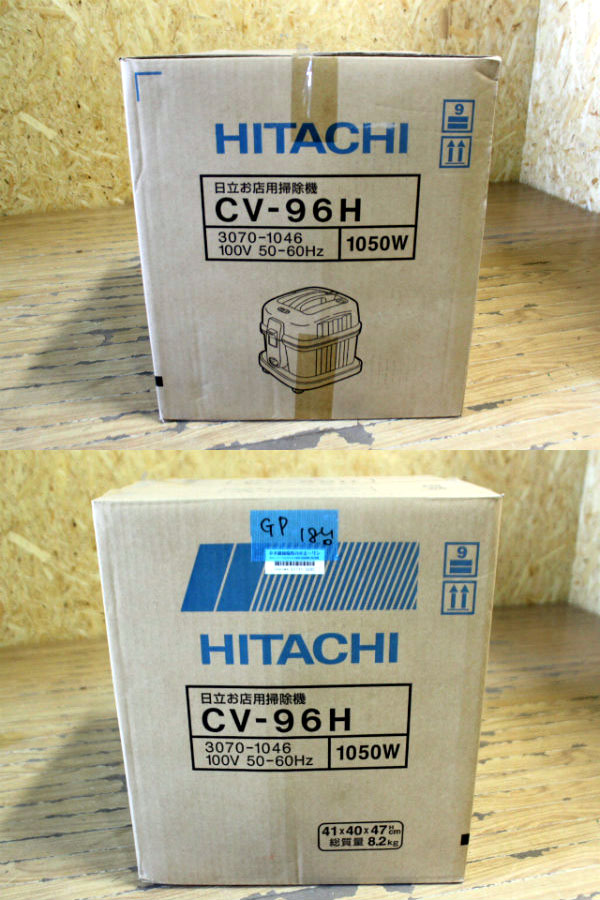 HITACHI
9
日立お店用掃除機
CV-96H
3070-1046
100V 50-60Hz
1050W
GP 18
9
HITACHI
日立お店用掃除機
CV-96H
3070-1046
100V 50-60Hz
1050W
41×40×47Hcm
総質量 8.2kg